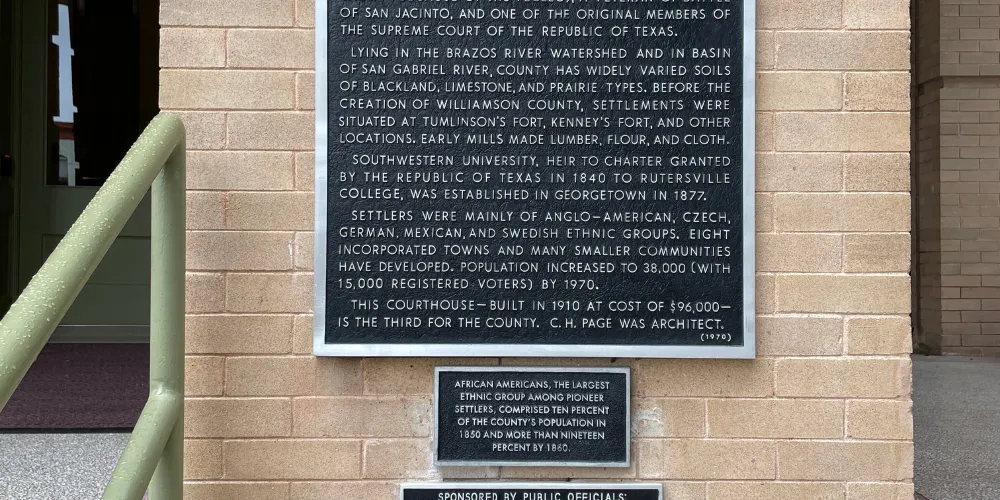 OF SAN JACINTO, AND ONE OF THE ORIGINAL MEMBERS OF
THE SUPREME COURT OF THE REPUBLIC OF TEXAS.
LYING IN THE BRAZOS RIVER WATERSHED AND IN BASIN
OF SAN GABRIEL RIVER, COUNTY HAS WIDELY VARIED SOILS
OF BLACKLAND, LIMESTONE, AND PRAIRIE TYPES. BEFORE THE
CREATION OF WILLIAMSON COUNTY, SETTLEMENTS WERE
SITUATED AT TUMLINSON'S FORT, KENNEY'S FORT, AND OTHER
LOCATIONS. EARLY MILLS MADE LUMBER, FLOUR, AND CLOTH.
SOUTHWESTERN UNIVERSITY, HEIR TO CHARTER GRANTED
BY THE REPUBLIC OF TEXAS IN 1840 TO RUTERSVILLE
COLLEGE, WAS ESTABLISHED IN GEORGETOWN IN 1877.
SETTLERS WERE MAINLY OF ANGLO-AMERICAN, CZECH,
GERMAN, MEXICAN, AND SWEDISH ETHNIC GROUPS. EIGHT
INCORPORATED TOWNS AND MANY SMALLER COMMUNITIES
HAVE DEVELOPED. POPULATION INCREASED TO 38,000 (WITH
15,000 REGISTERED VOTERS) BY 1970.
THIS COURTHOUSE—BUILT IN 1910 AT COST OF $96,000—
IS THE THIRD FOR THE COUNTY. C. H. PAGE WAS ARCHITECT.
(1970)
AFRICAN AMERICANS, THE LARGEST
ETHNIC GROUP AMONG PIONEER
SETTLERS, COMPRISED TEN PERCENT
OF THE COUNTY'S POPULATION IN
1850 AND MORE THAN NINETEEN
PERCENT BY 1860.
SPONSORED BY PUBLIC OFFICIALS'